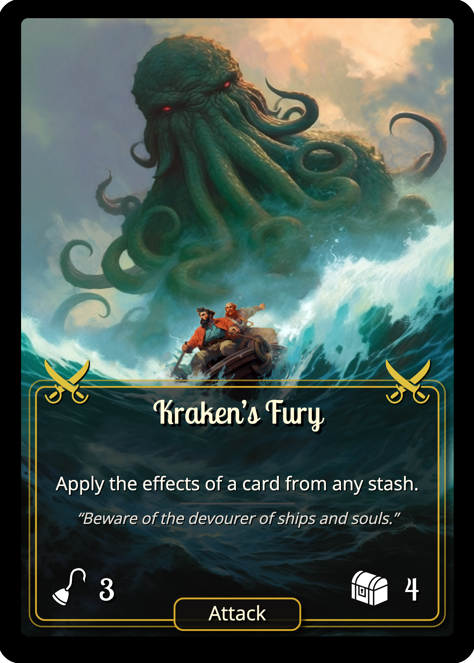 Kraken's Fury
Apply the effects of a card from any stash.
“Beware of the devourer of ships and souls.”
3
4
Attack